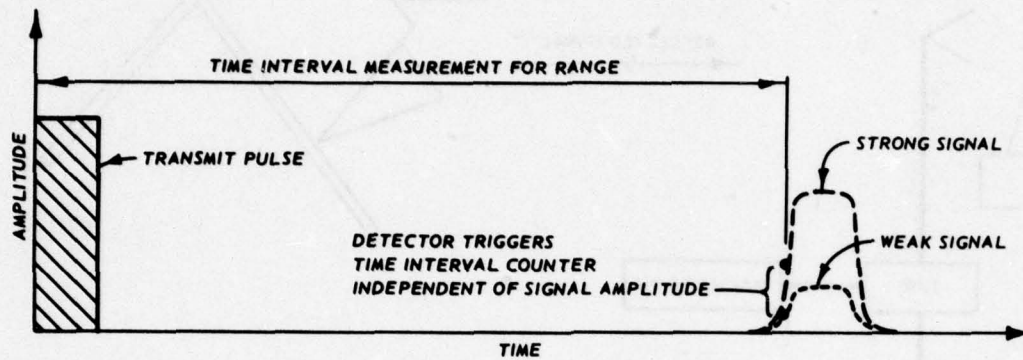 TIME INTERVAL MEASUREMENT FOR RANGE
AMPLITUDE
TRANSMIT PULSE
STRONG SIGNAL
DETECTOR TRIGGERS
TIME INTERVAL COUNTER
INDEPENDENT OF SIGNAL AMPLITUDE
WEAK SIGNAL
TIME